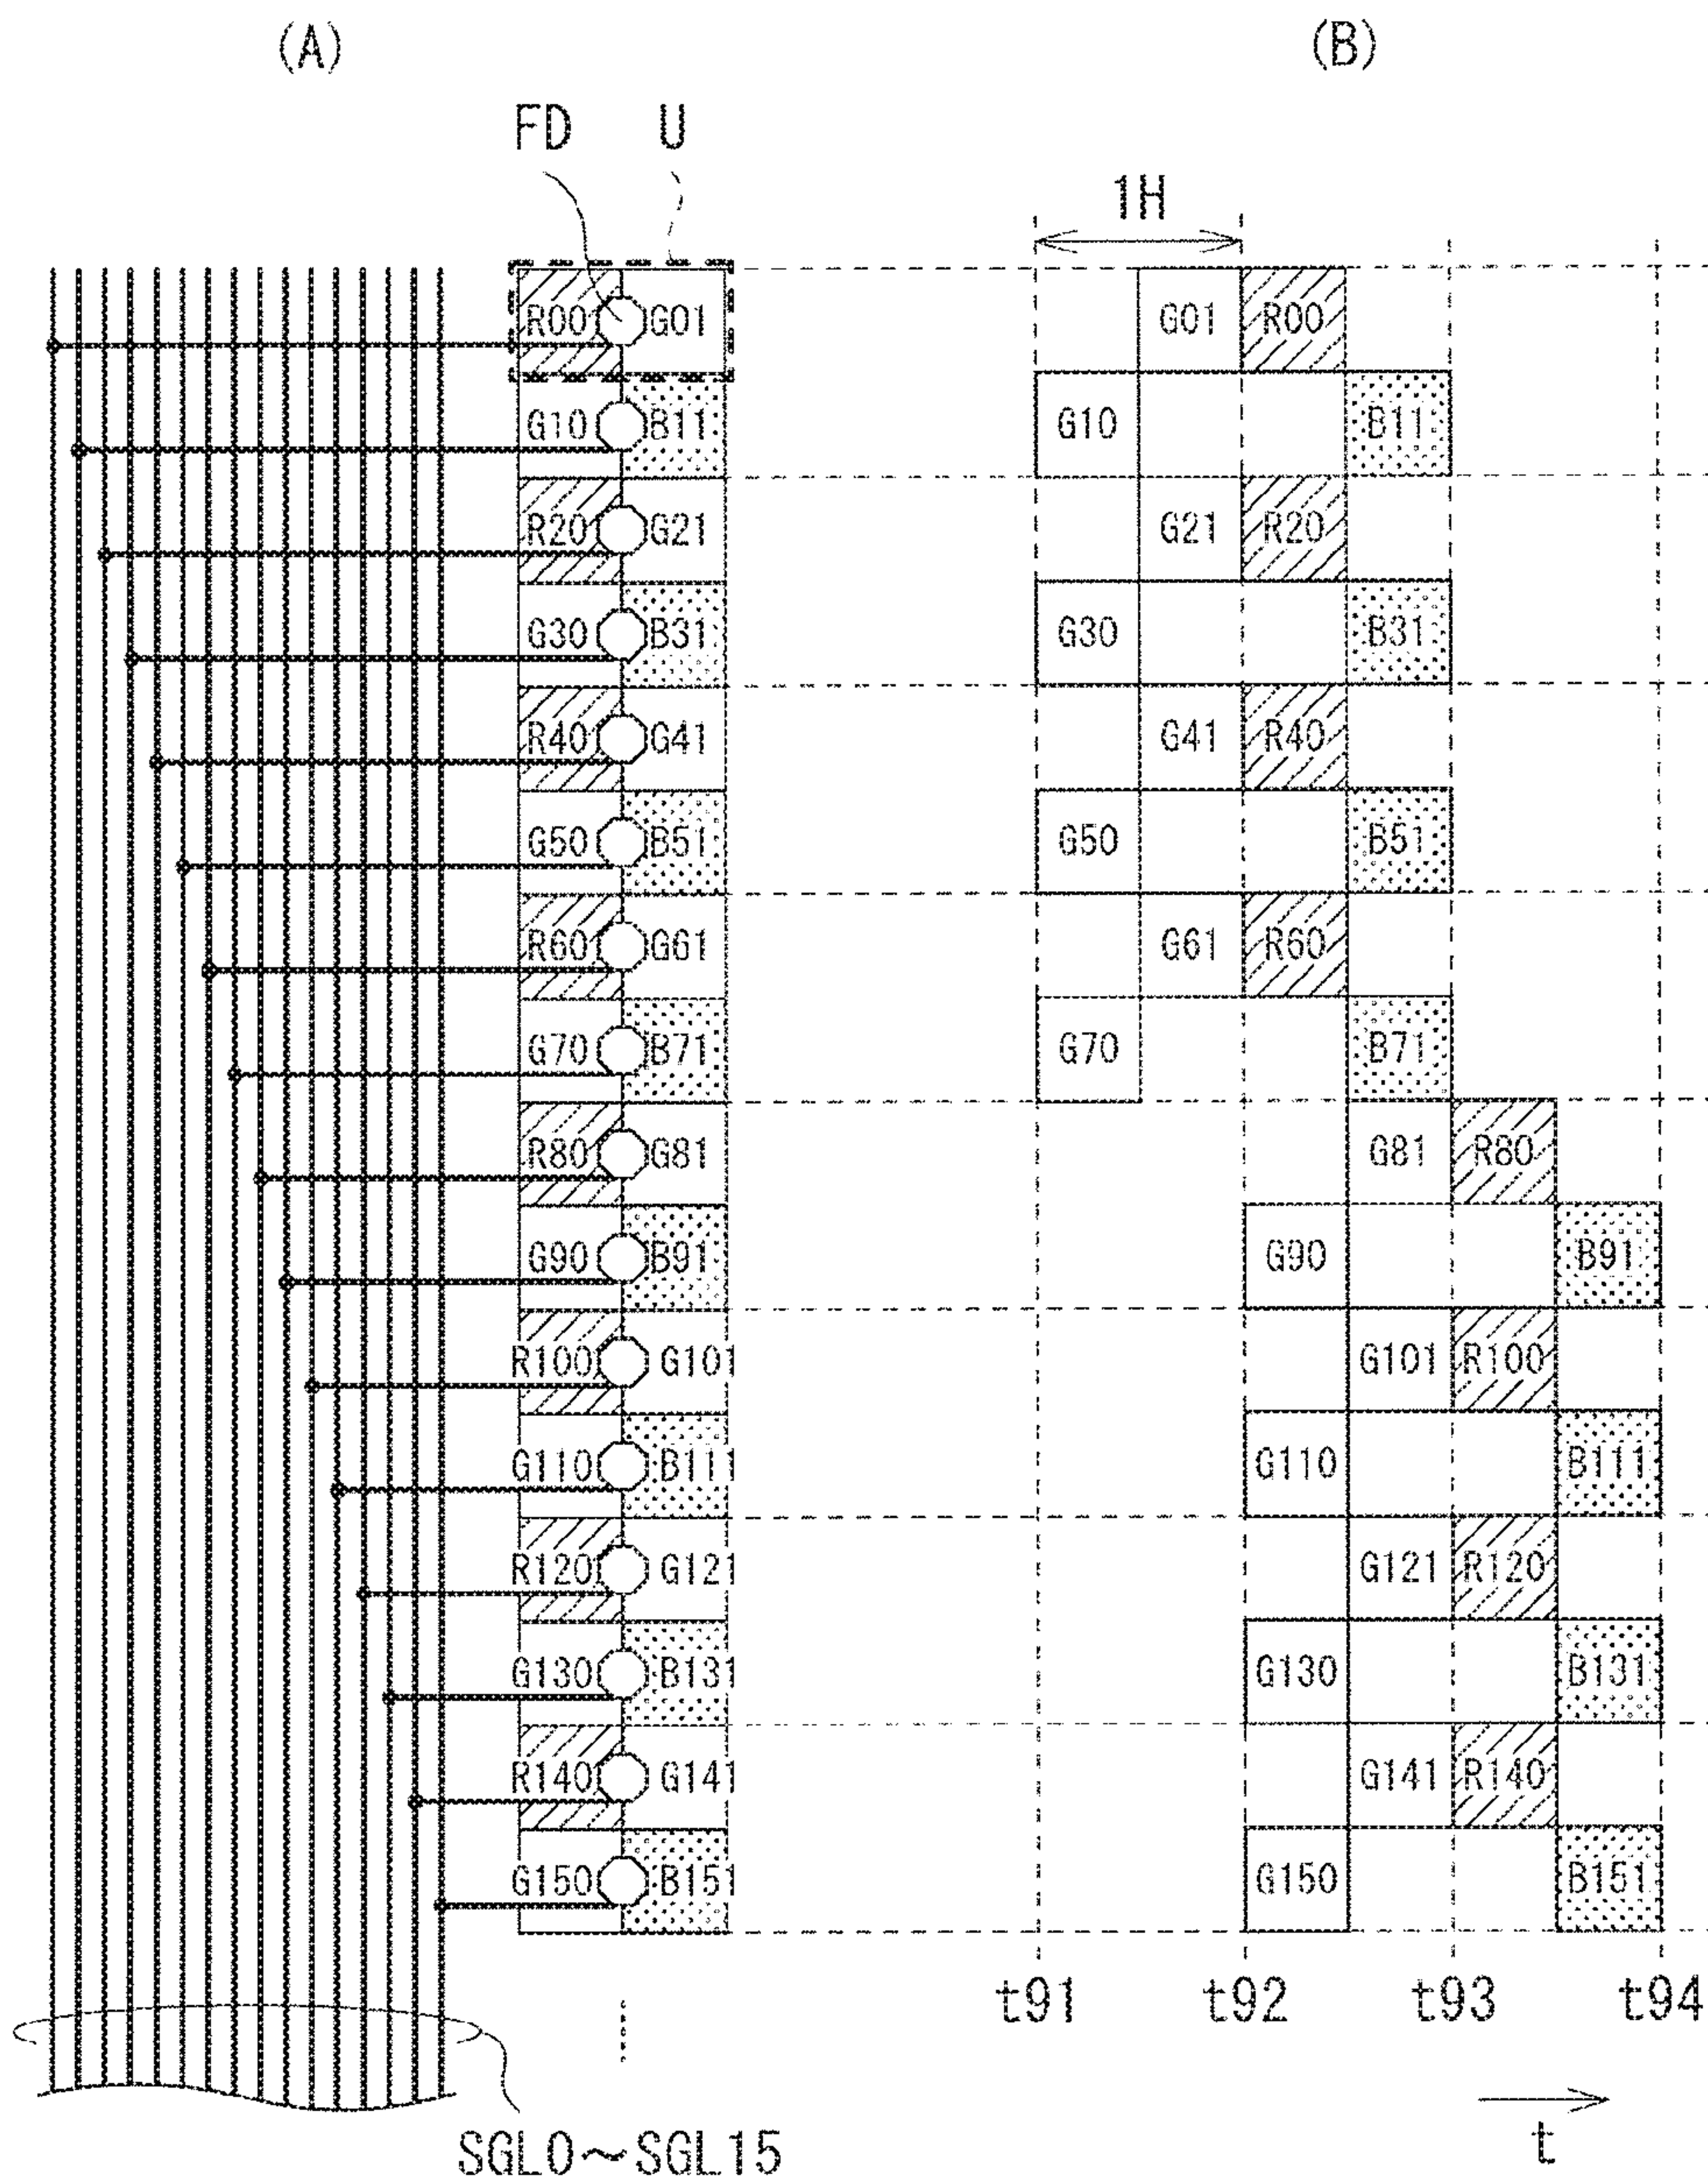 (A) (B)
FD U
1H
R00 G01 G01 R00
G10 B11 G10 B11
R20 G21 G21 R20
G30 B31 G30 B31
R40 G41 G41 R40
G50 B51 G50 B51
R60 G61 G61 R60
G70 B71 G70 B71
R80 G81 G81 R80
G90 B91 G90 B91
R100 G101 G101 R100
G110 B111 G110 B111
R120 G121 G121 R120
G130 B131 G130 B131
R140 G141 G141 R140
G150 B151 G150 B151
t91 t92 t93 t94
SGL0～SGL15
t